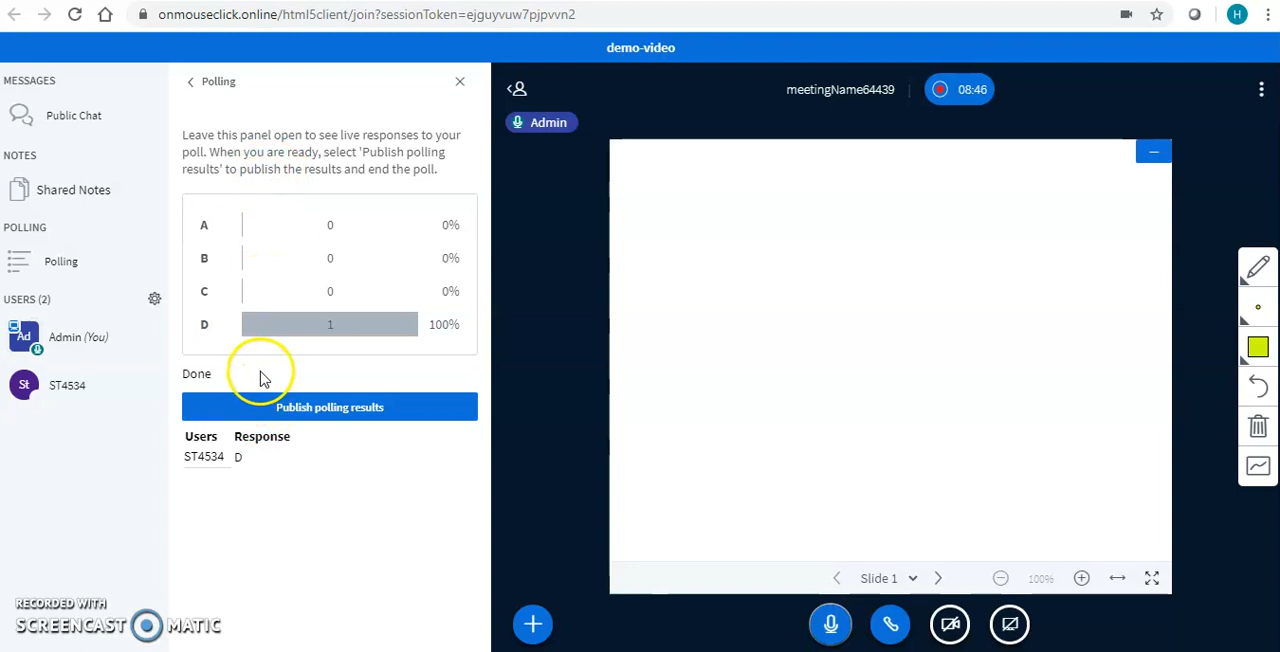 onmouseclick.online/html5client/join?sessionToken=ejguyvuw7pjpvvn2
H
demo-video
MESSAGES
Public Chat
NOTES
Shared Notes
POLLING
Polling
USERS (2)
Ad
Admin (You)
St
ST4534
Polling
Leave this panel open to see live responses to your
poll. When you are ready, select 'Publish polling
results' to publish the results and end the poll.
A 0 0%
B 0 0%
C 0 0%
D 1 100%
Done
Publish polling results
Users Response
ST4534 D
meetingName64439
08:46
Admin
Slide 1
100%
RECORDED WITH
SCREENCAST MATIC